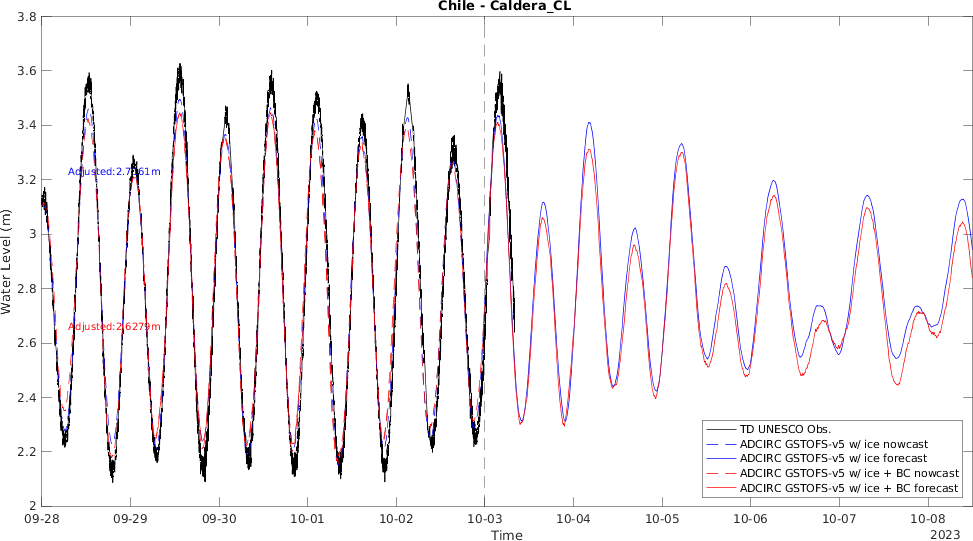 Chile - Caldera_CL
Water Level (m)
3.8
3.6
3.4
3.2
3
2.8
2.6
2.4
2.2
2
Adjusted:2.6279m
TD UNESCO Obs.
ADCIRC GSTOFS-v5 w/ ice nowcast
ADCIRC GSTOFS-v5 w/ ice forecast
ADCIRC GSTOFS-v5 w/ ice + BC nowcast
ADCIRC GSTOFS-v5 w/ ice + BC forecast
09-28
09-29
09-30
10-01
10-02
10-03
10-04
10-05
10-06
10-07
10-08
Time
2023